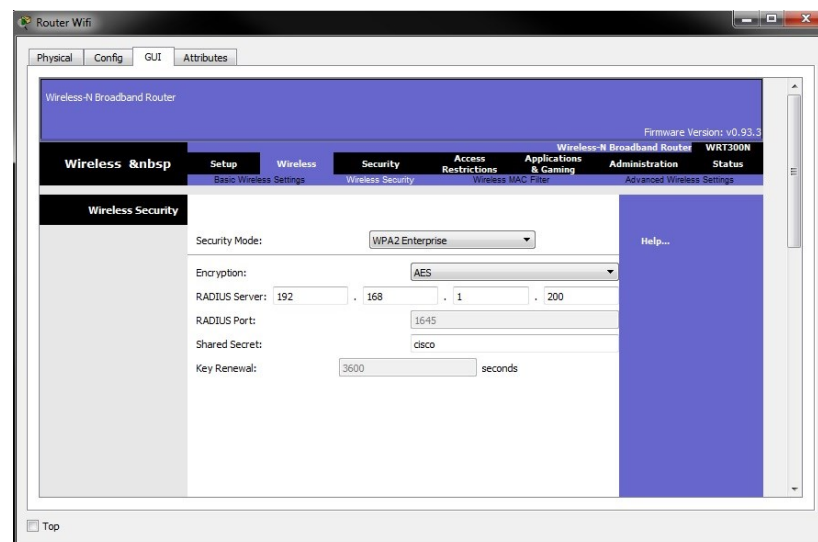 Router Wifi
Physical Config GUI Attributes
Wireless-N Broadband Router
Firmware Version: v0.93.3
Wireless-N Broadband Router WRT300N
Wireless &nbsp Setup Wireless Security Access Restrictions Applications & Gaming Administration Status
Basic Wireless Settings Wireless Security Wireless MAC Filter Advanced Wireless Settings
Wireless Security
Security Mode: WPA2 Enterprise Help...
Encryption: AES
RADIUS Server: 192 . 168 . 1 . 200
RADIUS Port: 1645
Shared Secret: cisco
Key Renewal: 3600 seconds
Top